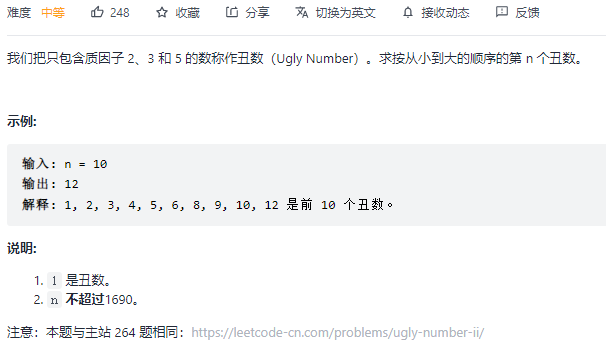 难度 中等 248 收藏 分享 切换为英文 接收动态 反馈
我们把只包含质因子 2、3 和 5 的数称作丑数（Ugly Number）。求按从小到大的顺序的第 n 个丑数。
示例:
输入: n = 10
输出: 12
解释: 1, 2, 3, 4, 5, 6, 8, 9, 10, 12 是前 10 个丑数。
说明:
1. 1 是丑数。
2. n 不超过1690。
注意：本题与主站 264 题相同：https://leetcode-cn.com/problems/ugly-number-ii/